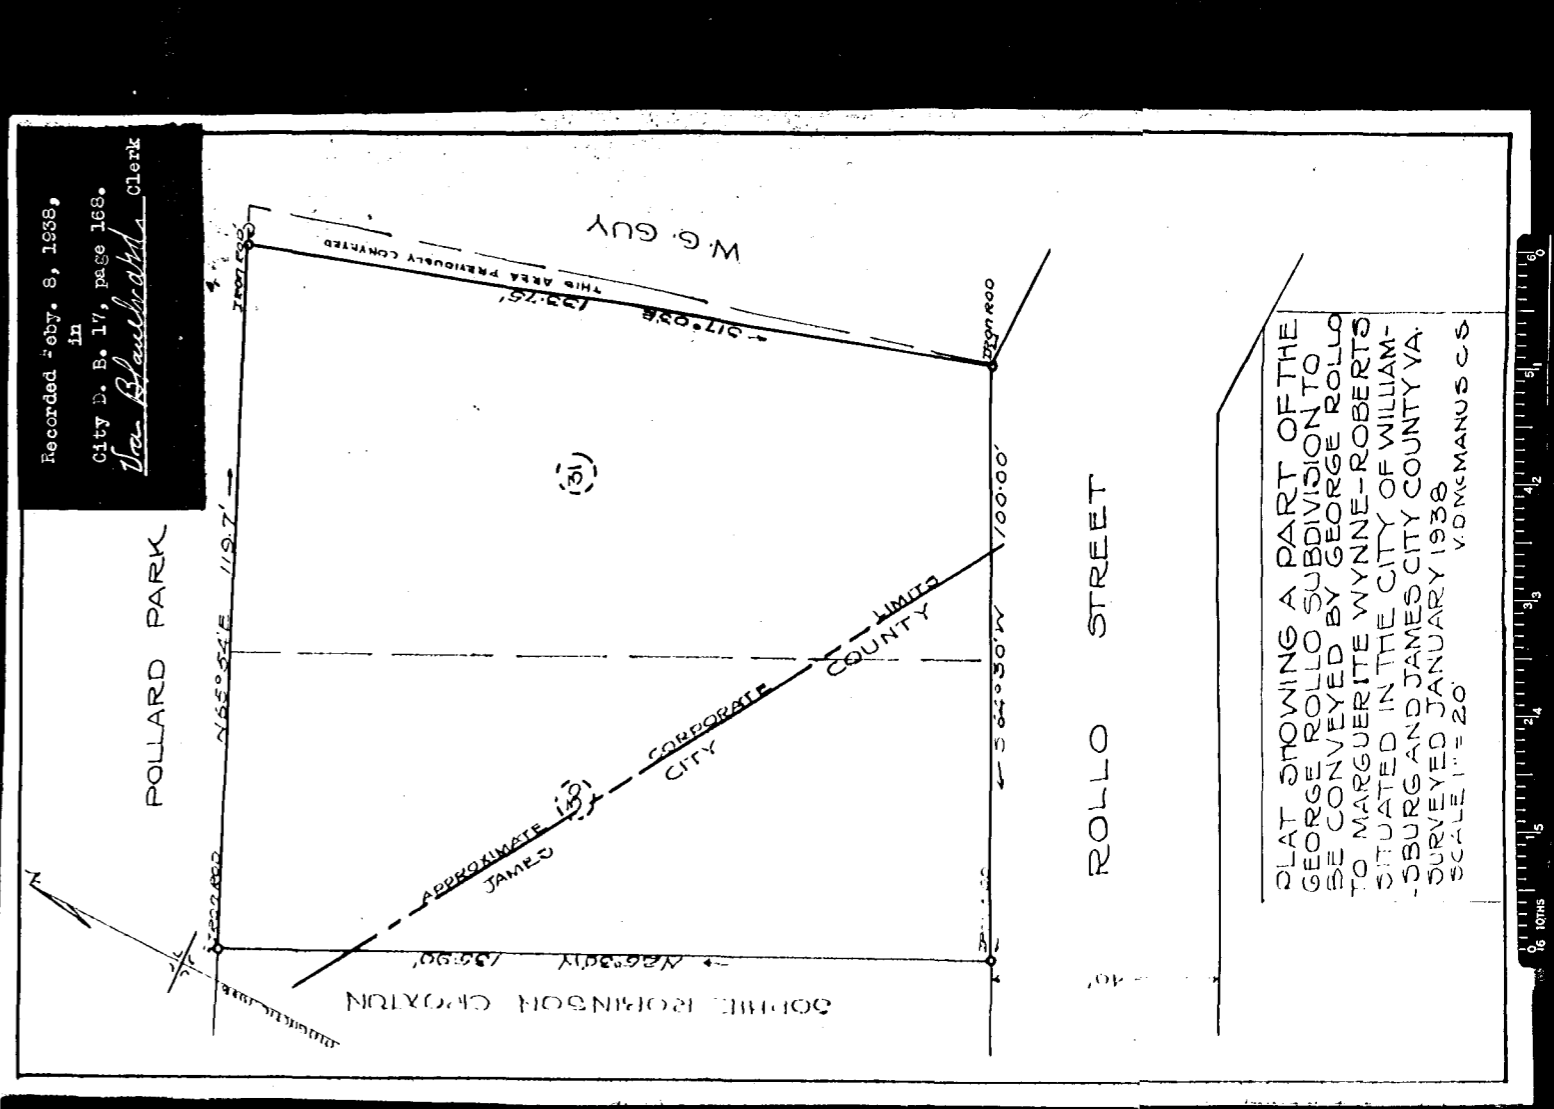 Recorded Feby. 8, 1938,
in
City D. B. 17, page 168.
Clerk
POLLARD PARK
N65°54'E 119.7'
IRON ROD
IRON ROD
W. G. GUY
THIS AREA PREVIOUSLY CONVEYED
S17°03'E
133.75'
IRON ROD
31
100.00'
APPROXIMATE CORPORATE LIMITS
JAMES CITY COUNTY
N26°30'W 135.90'
SOPHIE ROBINSON CROXTON
MAGNETIC
N
40'
ROLLO STREET
PLAT SHOWING A PART OF THE
GEORGE ROLLO SUBDIVISION TO
BE CONVEYED BY GEORGE ROLLO
TO MARGUERITE WYNNE-ROBERTS
SITUATED IN THE CITY OF WILLIAM-
-SBURG AND JAMES CITY COUNTY VA.
SURVEYED JANUARY 1938
SCALE 1"=20' V. D. McMANUS C S